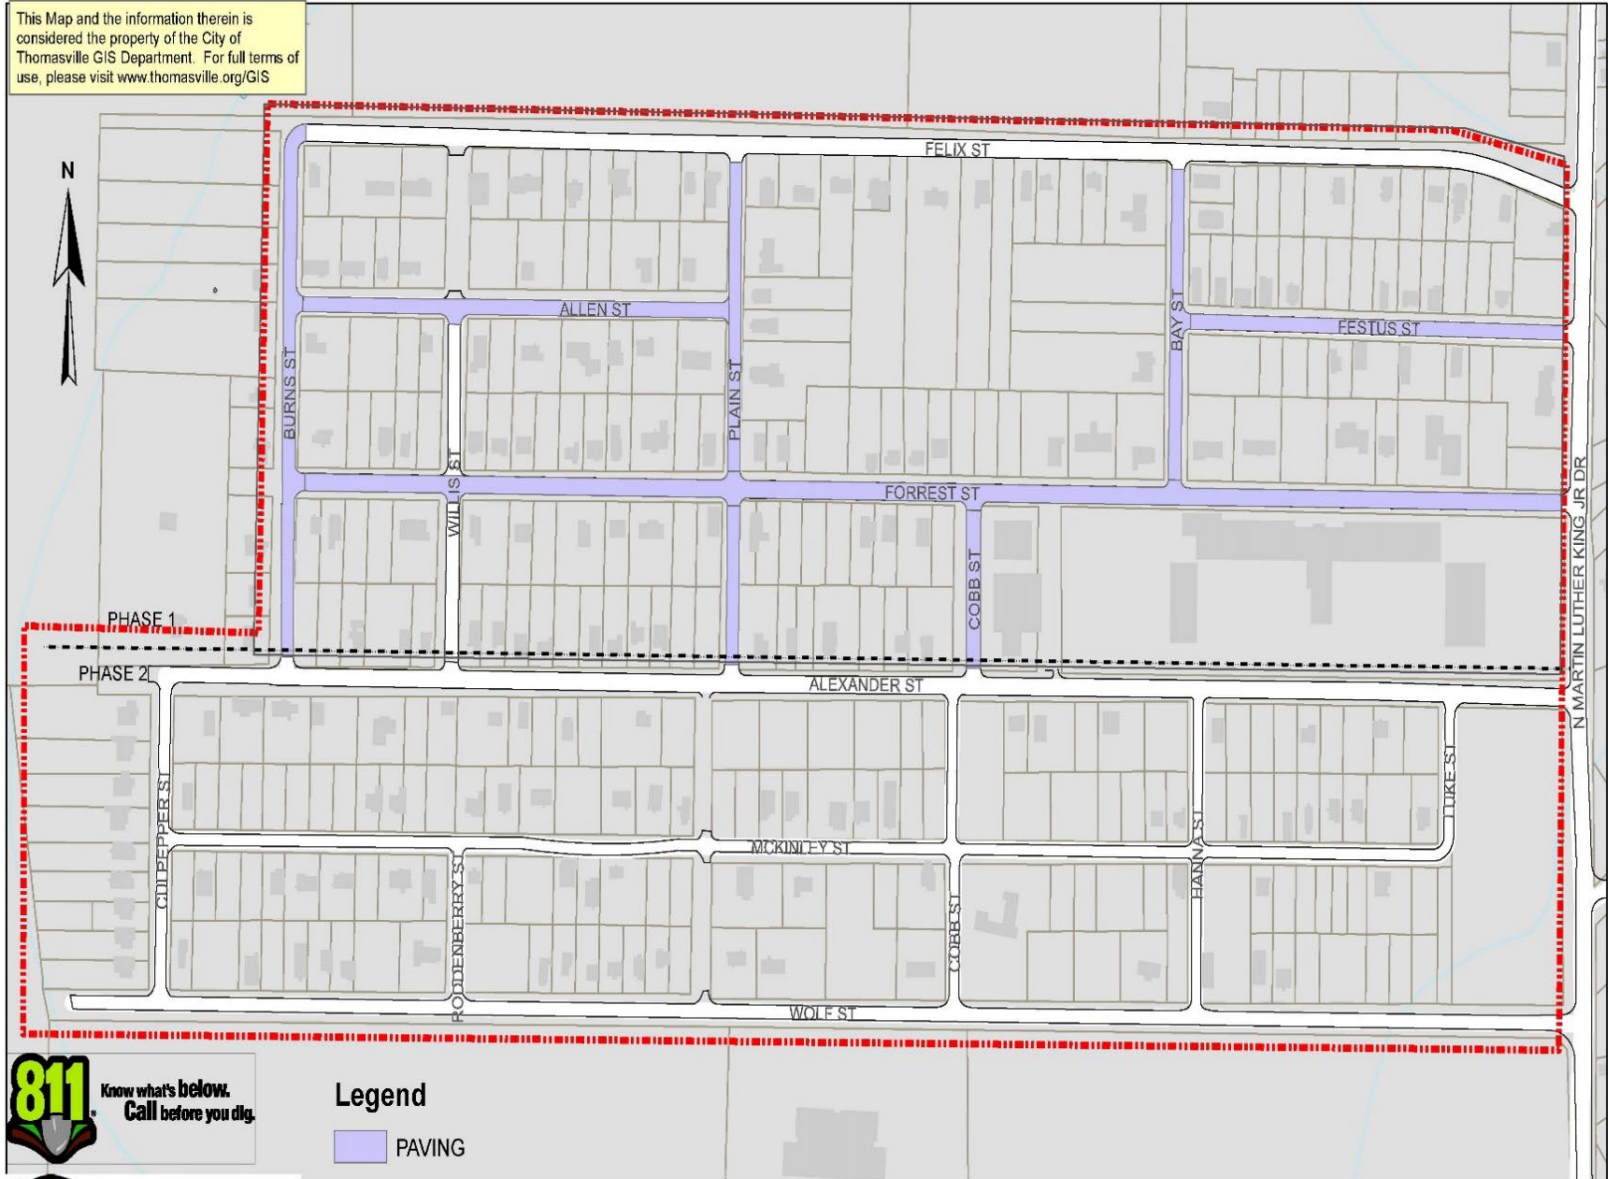 This Map and the information therein is
considered the property of the City of
Thomasville GIS Department. For full terms of
use, please visit www.thomasville.org/GIS
N
FELIX ST
ALLEN ST
BURNS ST
PLAIN ST
BAY ST
FESTUS ST
WILLIS ST
FORREST ST
COBB ST
N MARTIN LUTHER KING JR DR
PHASE 1
PHASE 2
ALEXANDER ST
CULPEPPER ST
LUKE ST
HANNA ST
MCKINLEY ST
RODDENBERRY ST
COBB ST
WOLF ST
811
Know what's below.
Call before you dig.
Legend
PAVING